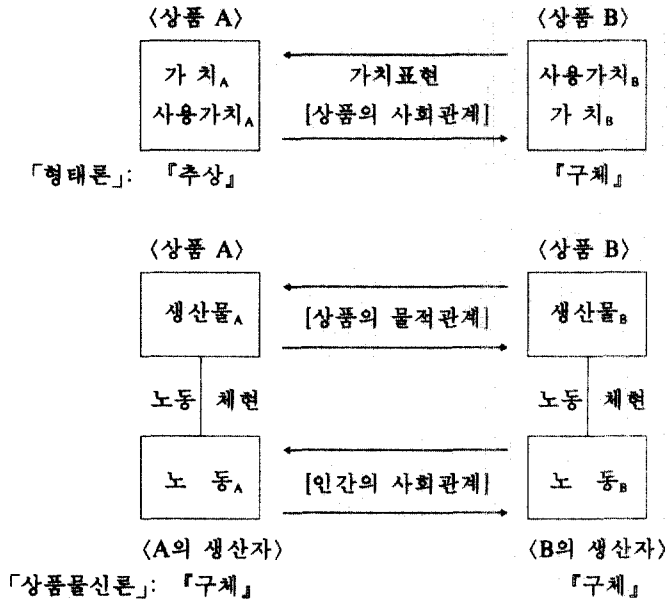 〈상품 A〉 〈상품 B〉
가 치A 가치표현 사용가치B
사용가치A [상품의 사회관계] 가 치B
「형태론」: 『추상』 『구체』
〈상품 A〉 〈상품 B〉
생산물A [상품의 물적관계] 생산물B
노동 체현 노동 체현
노 동A [인간의 사회관계] 노 동B
〈A의 생산자〉 〈B의 생산자〉
「상품물신론」: 『구체』 『구체』